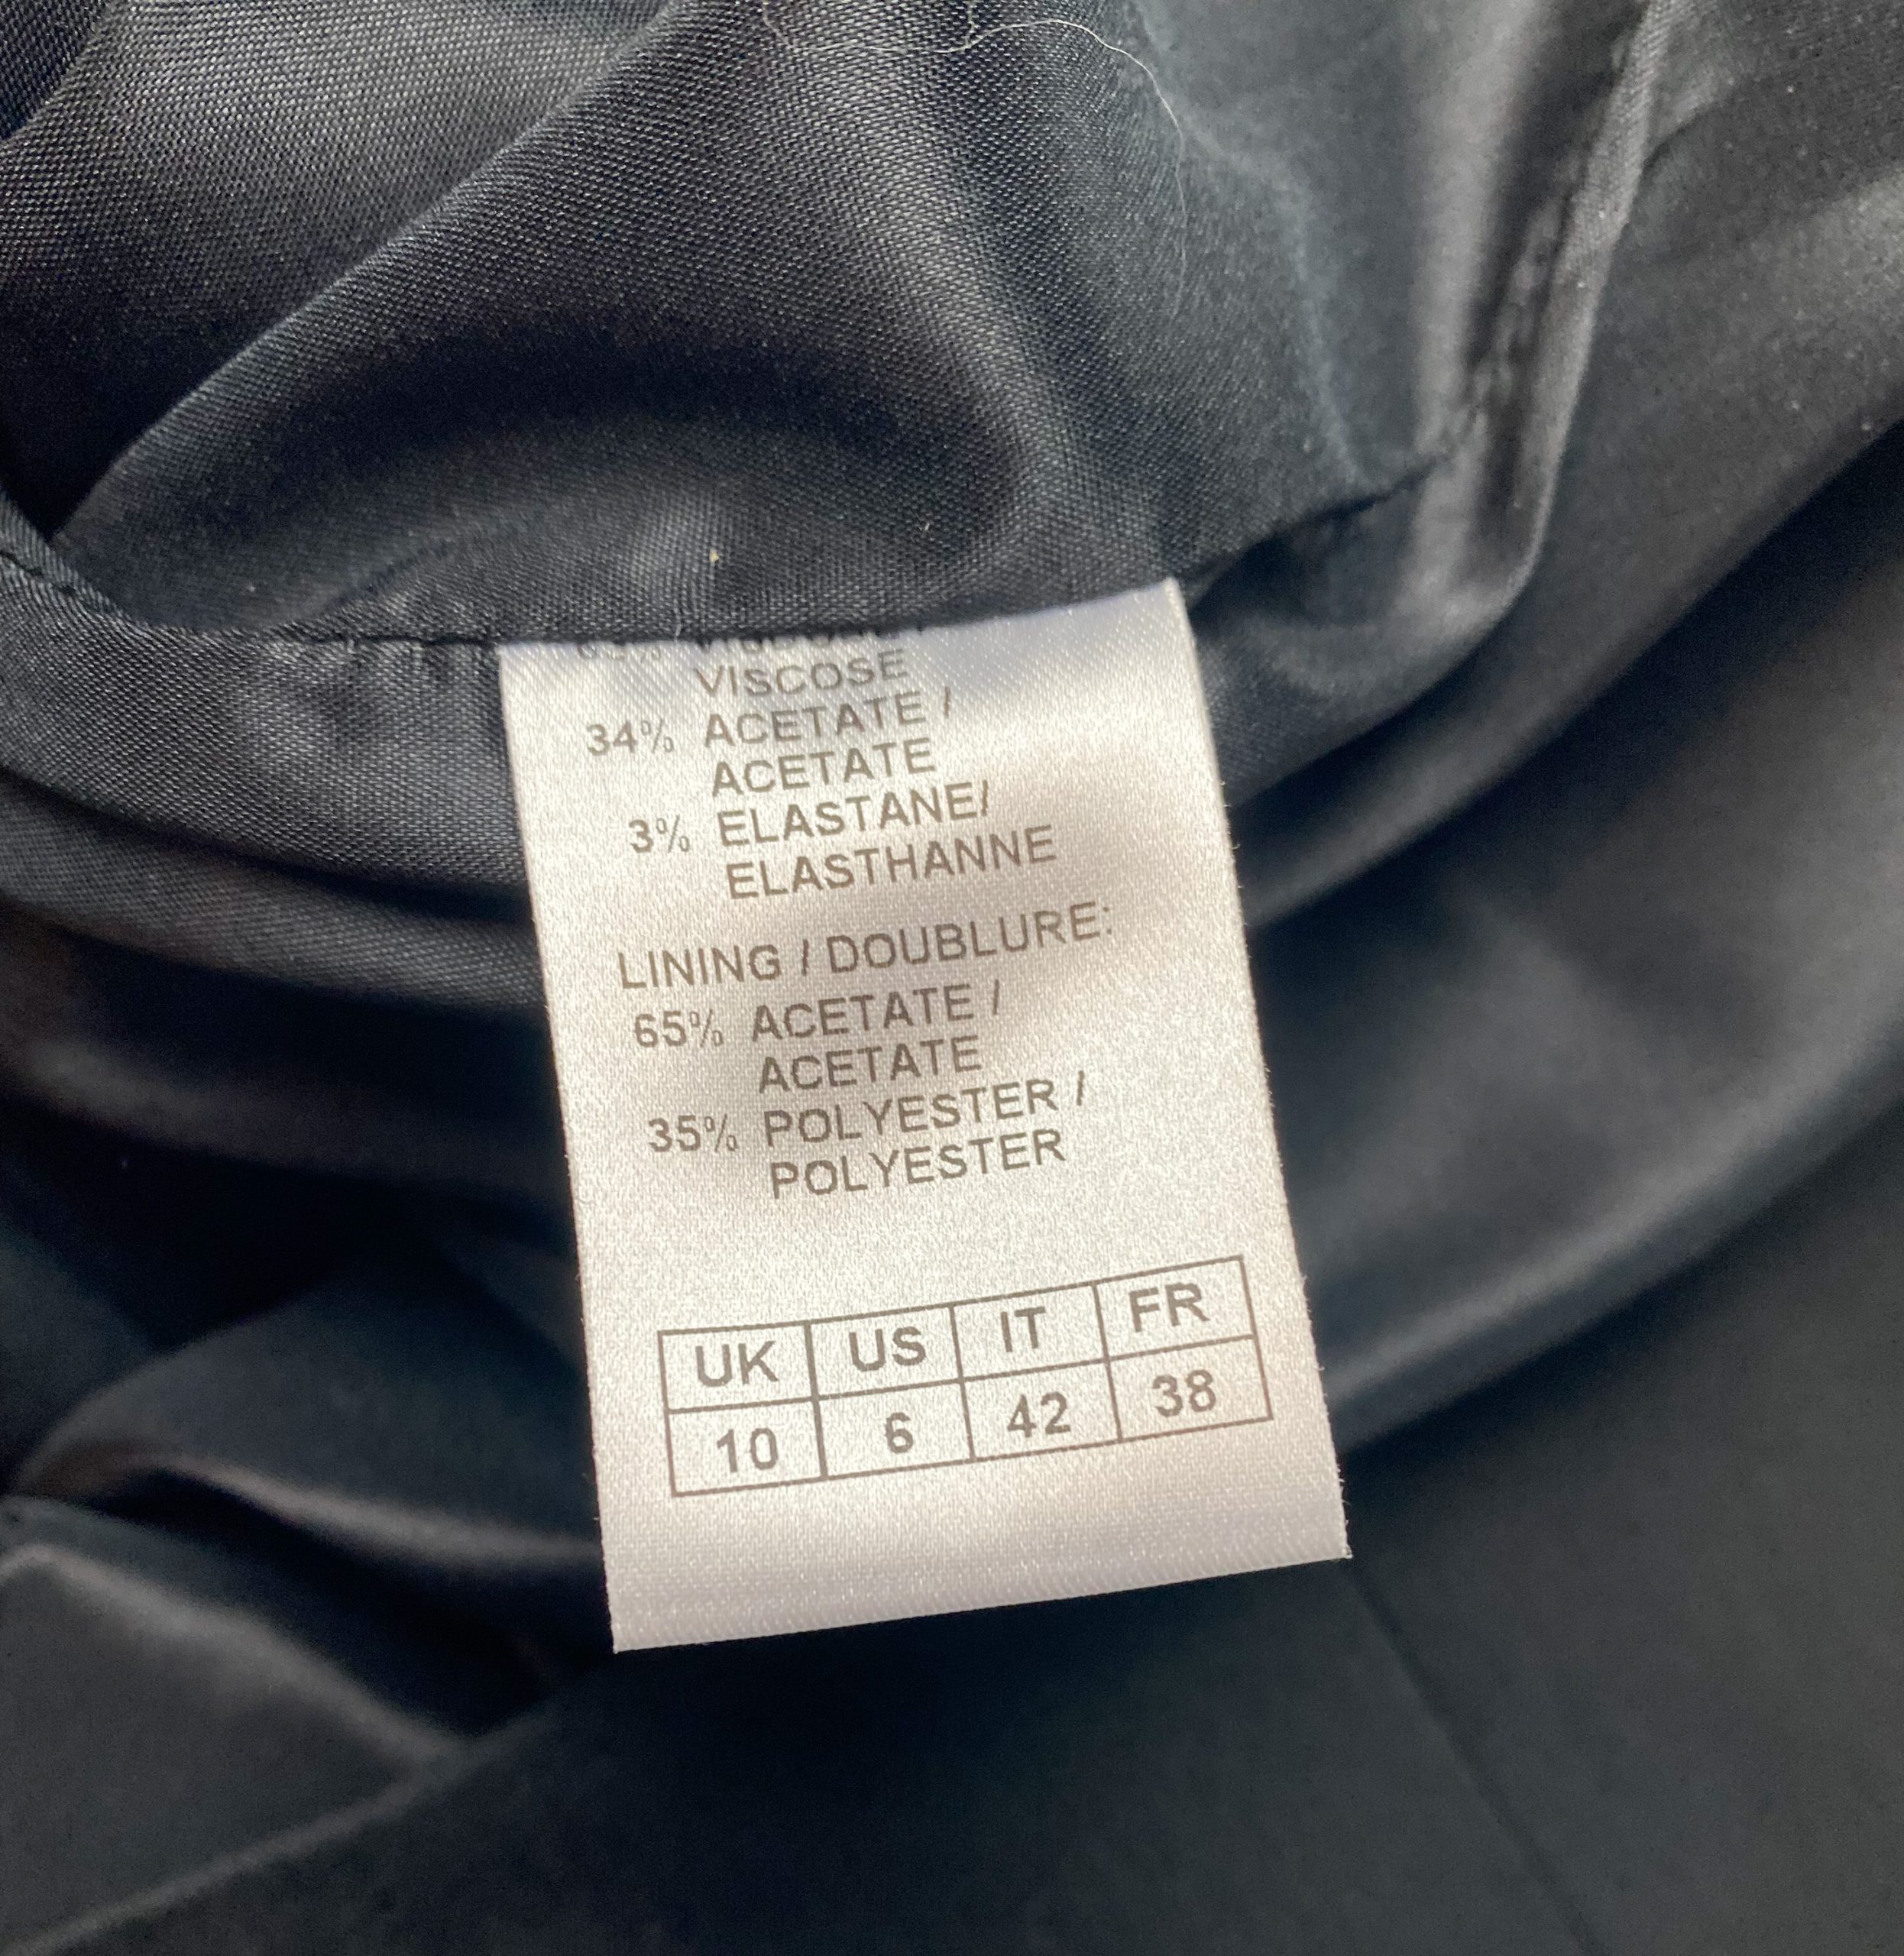 VISCOSE
34% ACETATE /
ACETATE
3% ELASTANE/
ELASTHANNE
LINING / DOUBLURE:
65% ACETATE /
ACETATE
35% POLYESTER /
POLYESTER
UK US IT FR
10 6 42 38